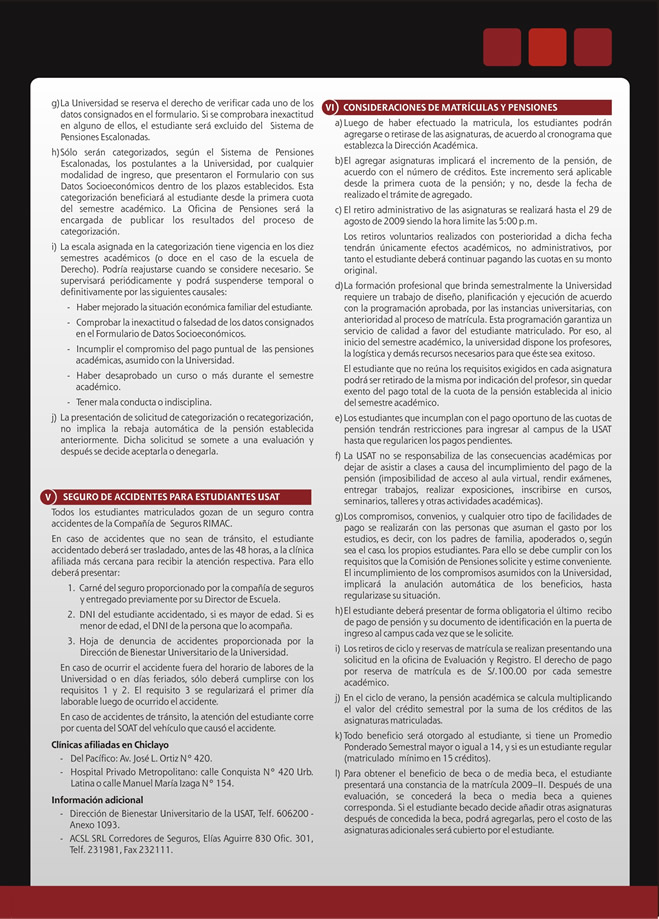 g)La Universidad se reserva el derecho de verificar cada uno de los
datos consignados en el formulario. Si se comprobara inexactitud
en alguno de ellos, el estudiante será excluido del Sistema de
Pensiones Escalonadas.
h)Sólo serán categorizados, según el Sistema de Pensiones
Escalonadas, los postulantes a la Universidad, por cualquier
modalidad de ingreso, que presentaron el Formulario con sus
Datos Socioeconómicos dentro de los plazos establecidos. Esta
categorización beneficiará al estudiante desde la primera cuota
del semestre académico. La Oficina de Pensiones será la
encargada de publicar los resultados del proceso de
categorización.
i) La escala asignada en la categorización tiene vigencia en los diez
semestres académicos (o doce en el caso de la escuela de
Derecho). Podría reajustarse cuando se considere necesario. Se
supervisará periódicamente y podrá suspenderse temporal o
definitivamente por las siguientes causales:
- Haber mejorado la situación económica familiar del estudiante.
- Comprobar la inexactitud o falsedad de los datos consignados
en el Formulario de Datos Socioeconómicos.
- Incumplir el compromiso del pago puntual de las pensiones
académicas, asumido con la Universidad.
- Haber desaprobado un curso o más durante el semestre
académico.
- Tener mala conducta o indisciplina.
j) La presentación de solicitud de categorización o recategorización,
no implica la rebaja automática de la pensión establecida
anteriormente. Dicha solicitud se somete a una evaluación y
después se decide aceptarla o denegarla.
V SEGURO DE ACCIDENTES PARA ESTUDIANTES USAT
Todos los estudiantes matriculados gozan de un seguro contra
accidentes de la Compañía de Seguros RIMAC.
En caso de accidentes que no sean de tránsito, el estudiante
accidentado deberá ser trasladado, antes de las 48 horas, a la clínica
afiliada más cercana para recibir la atención respectiva. Para ello
deberá presentar:
1. Carné del seguro proporcionado por la compañía de seguros
y entregado previamente por su Director de Escuela.
2. DNI del estudiante accidentado, si es mayor de edad. Si es
menor de edad, el DNI de la persona que lo acompaña.
3. Hoja de denuncia de accidentes proporcionada por la
Dirección de Bienestar Universitario de la Universidad.
En caso de ocurrir el accidente fuera del horario de labores de la
Universidad o en días feriados, sólo deberá cumplirse con los
requisitos 1 y 2. El requisito 3 se regularizará el primer día
laborable luego de ocurrido el accidente.
En caso de accidentes de tránsito, la atención del estudiante corre
por cuenta del SOAT del vehículo que causó el accidente.
Clínicas afiliadas en Chiclayo
- Del Pacífico: Av. José L. Ortiz N° 420.
- Hospital Privado Metropolitano: calle Conquista N° 420 Urb.
Latina o calle Manuel María Izaga N° 154.
Información adicional
- Dirección de Bienestar Universitario de la USAT, Telf. 606200 -
Anexo 1093.
- ACSL SRL Corredores de Seguros, Elías Aguirre 830 Ofic. 301,
Telf. 231981, Fax 232111.
VI CONSIDERACIONES DE MATRÍCULAS Y PENSIONES
a)Luego de haber efectuado la matricula, los estudiantes podrán
agregarse o retirase de las asignaturas, de acuerdo al cronograma que
establezca la Dirección Académica.
b)El agregar asignaturas implicará el incremento de la pensión, de
acuerdo con el número de créditos. Este incremento será aplicable
desde la primera cuota de la pensión; y no, desde la fecha de
realizado el trámite de agregado.
c) El retiro administrativo de las asignaturas se realizará hasta el 29 de
agosto de 2009 siendo la hora límite las 5:00 p.m.
Los retiros voluntarios realizados con posterioridad a dicha fecha
tendrán únicamente efectos académicos, no administrativos, por
tanto el estudiante deberá continuar pagando las cuotas en su monto
original.
d)La formación profesional que brinda semestralmente la Universidad
requiere un trabajo de diseño, planificación y ejecución de acuerdo
con la programación aprobada, por las instancias universitarias, con
anterioridad al proceso de matrícula. Esta programación garantiza un
servicio de calidad a favor del estudiante matriculado. Por eso, al
inicio del semestre académico, la universidad dispone los profesores,
la logística y demás recursos necesarios para que éste sea exitoso.
El estudiante que no reúna los requisitos exigidos en cada asignatura
podrá ser retirado de la misma por indicación del profesor, sin quedar
exento del pago total de la cuota de la pensión establecida al inicio
del semestre académico.
e) Los estudiantes que incumplan con el pago oportuno de las cuotas de
pensión tendrán restricciones para ingresar al campus de la USAT
hasta que regularicen los pagos pendientes.
f) La USAT no se responsabiliza de las consecuencias académicas por
dejar de asistir a clases a causa del incumplimiento del pago de la
pensión (imposibilidad de acceso al aula virtual, rendir exámenes,
entregar trabajos, realizar exposiciones, inscribirse en cursos,
seminarios, talleres y otras actividades académicas).
g)Los compromisos, convenios, y cualquier otro tipo de facilidades de
pago se realizarán con las personas que asuman el gasto por los
estudios, es decir, con los padres de familia, apoderados o, según
sea el caso, los propios estudiantes. Para ello se debe cumplir con los
requisitos que la Comisión de Pensiones solicite y estime conveniente.
El incumplimiento de los compromisos asumidos con la Universidad,
implicará la anulación automática de los beneficios, hasta
regularizase su situación.
h)El estudiante deberá presentar de forma obligatoria el último recibo
de pago de pensión y su documento de identificación en la puerta de
ingreso al campus cada vez que se le solicite.
i) Los retiros de ciclo y reservas de matrícula se realizan presentando una
solicitud en la oficina de Evaluación y Registro. El derecho de pago
por reserva de matrícula es de S/.100.00 por cada semestre
académico.
j) En el ciclo de verano, la pensión académica se calcula multiplicando
el valor del crédito semestral por la suma de los créditos de las
asignaturas matriculadas.
k)Todo beneficio será otorgado al estudiante, si tiene un Promedio
Ponderado Semestral mayor o igual a 14, y si es un estudiante regular
(matriculado mínimo en 15 créditos).
l) Para obtener el beneficio de beca o de media beca, el estudiante
presentará una constancia de la matrícula 2009–II. Después de una
evaluación, se concederá la beca o media beca a quienes
corresponda. Si el estudiante becado decide añadir otras asignaturas
después de concedida la beca, podrá agregarlas, pero el costo de las
asignaturas adicionales será cubierto por el estudiante.